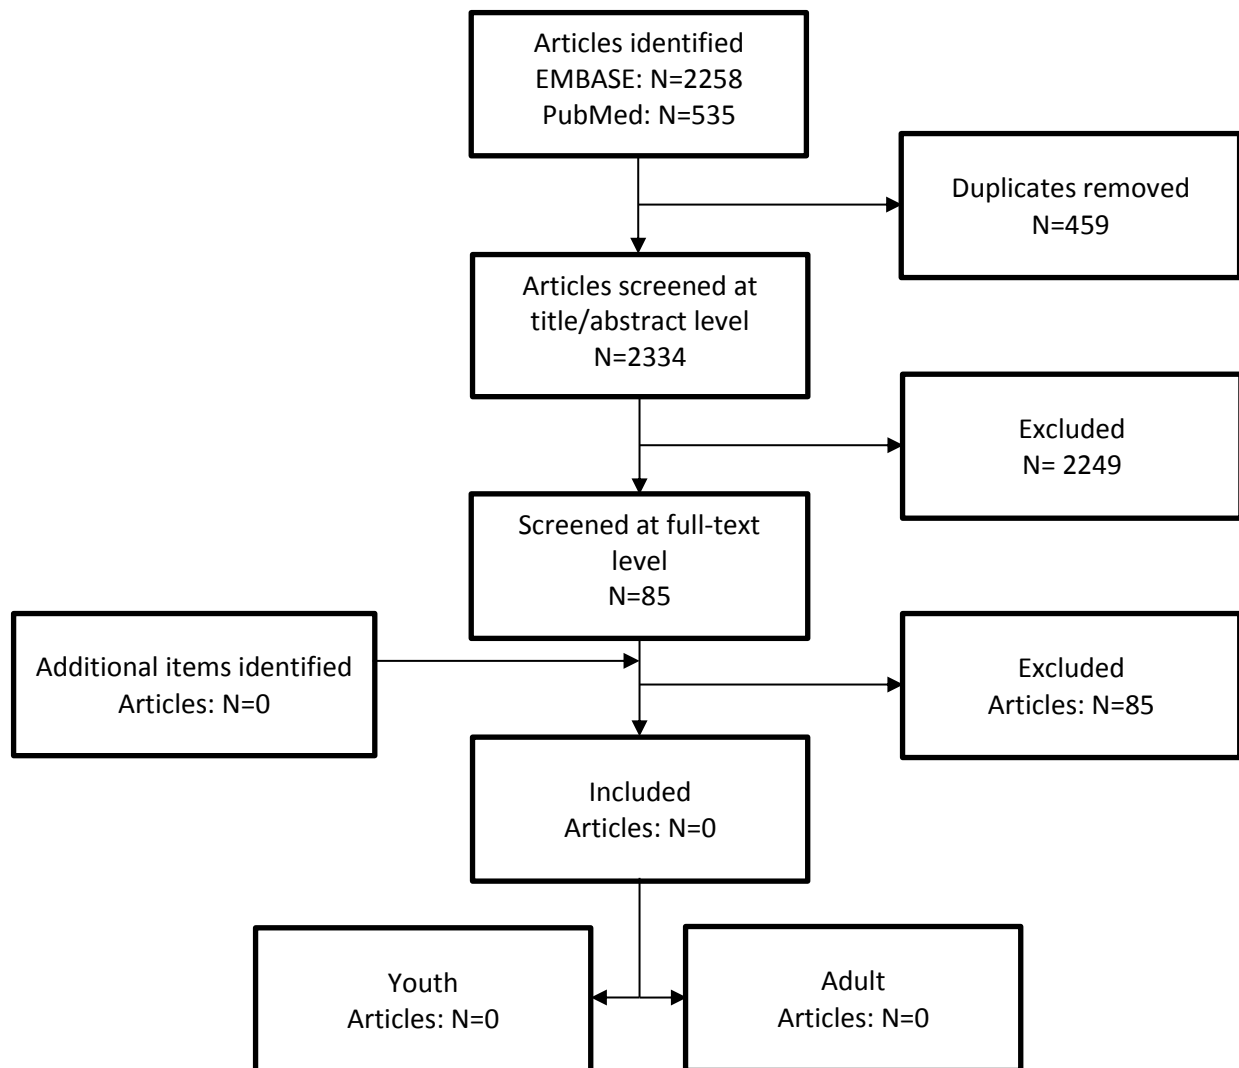 Articles identified
EMBASE: N=2258
PubMed: N=535
Duplicates removed
N=459
Articles screened at
title/abstract level
N=2334
Excluded
N= 2249
Screened at full-text
level
N=85
Additional items identified
Articles: N=0
Excluded
Articles: N=85
Included
Articles: N=0
Youth
Articles: N=0
Adult
Articles: N=0